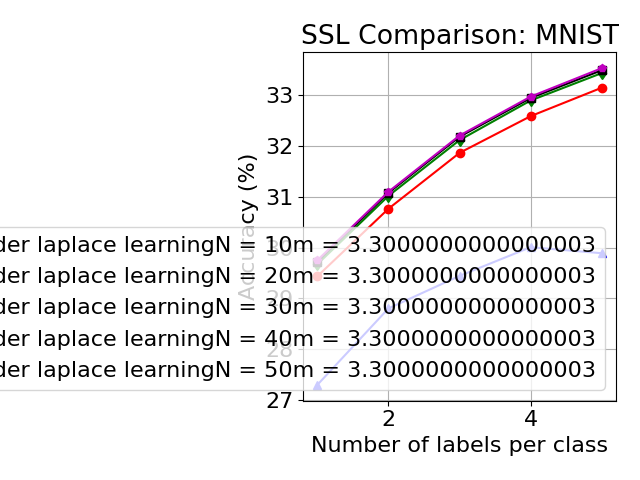 SSL Comparison: MNIST
33
32
31
30
29
28
27
Accuracy (%)
der laplace learningN = 10m = 3.3000000000000003
der laplace learningN = 20m = 3.3000000000000003
der laplace learningN = 30m = 3.3000000000000003
der laplace learningN = 40m = 3.3000000000000003
der laplace learningN = 50m = 3.3000000000000003
2 4
Number of labels per class